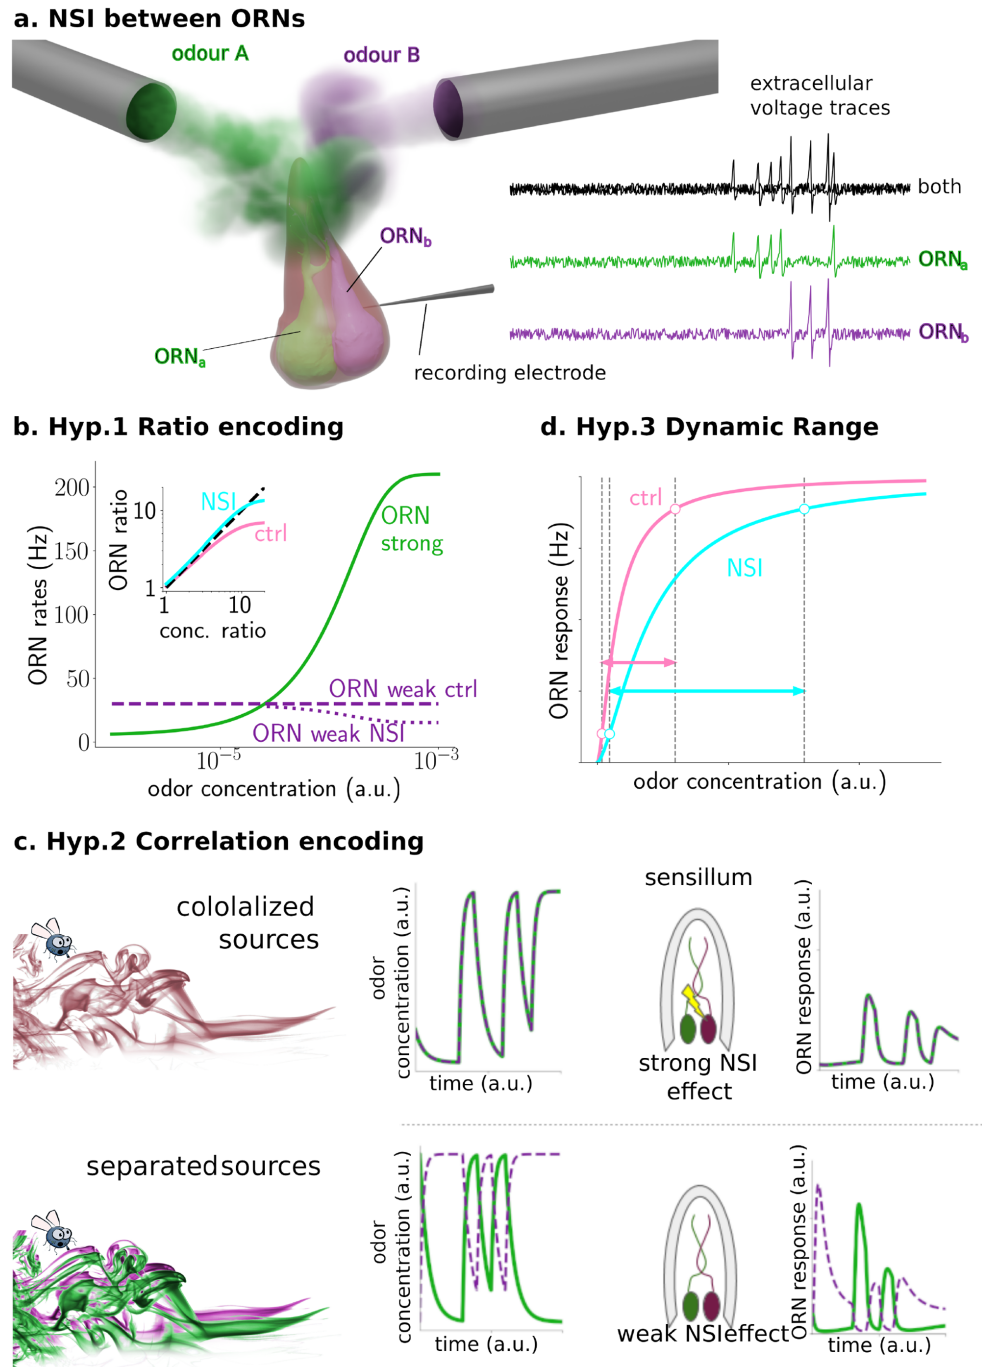 a. NSI between ORNs
odour A
odour B
extracellular
voltage traces
both
ORNa
ORNb
ORNb
ORNa
recording electrode
b. Hyp.1 Ratio encoding
ORN rates (Hz)
200
150
100
50
0
ORN ratio
10
1
NSI
ctrl
1
10
conc. ratio
ORN
strong
ORN weak ctrl
ORN weak NSI
10-5
10-3
odor concentration (a.u.)
d. Hyp.3 Dynamic Range
ORN response (Hz)
ctrl
NSI
odor concentration (a.u.)
c. Hyp.2 Correlation encoding
cololalized
sources
odor
concentration (a.u.)
time (a.u.)
sensillum
strong NSI
effect
ORN response (a.u.)
time (a.u.)
separatedsources
odor
concentration (a.u.)
time (a.u.)
weak NSIeffect
ORN response (a.u.)
time (a.u.)